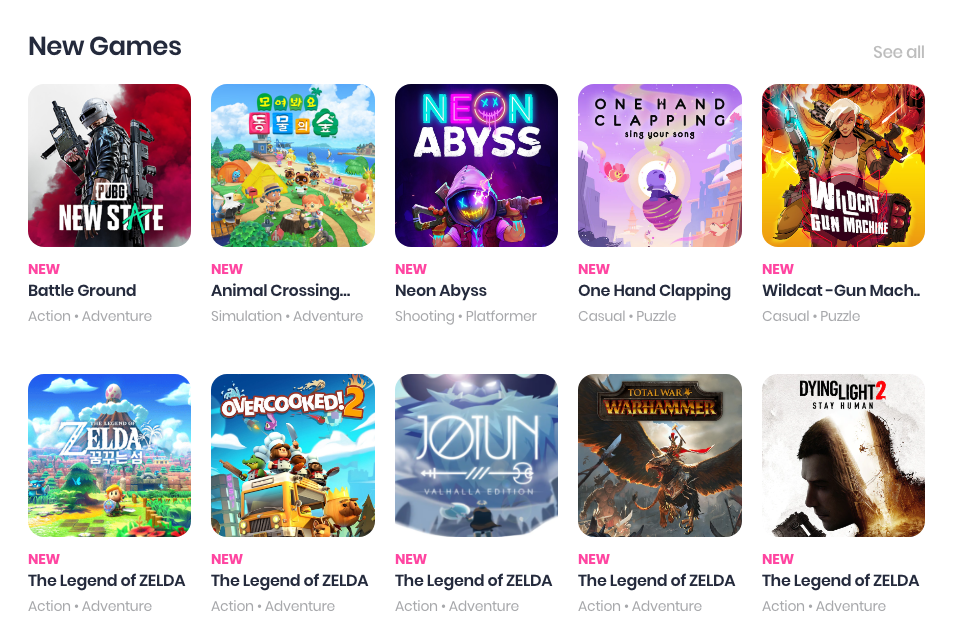 New Games
See all
모여봐요
동물의숲
NEON
ABYSS
ONE HAND
CLAPPING
sing your song
PUBG
NEW STATE
WILDCAT
GUN MACHINE
NEW
NEW
NEW
NEW
NEW
Battle Ground
Animal Crossing...
Neon Abyss
One Hand Clapping
Wildcat -Gun Mach..
Action • Adventure
Simulation • Adventure
Shooting • Platformer
Casual • Puzzle
Casual • Puzzle
THE LEGEND OF
ZELDA
꿈꾸는섬
OVERCOOKED! 2
JOTUN
VALHALLA EDITION
TOTAL WAR
WARHAMMER
DYING LIGHT 2
STAY HUMAN
NEW
NEW
NEW
NEW
NEW
The Legend of ZELDA
The Legend of ZELDA
The Legend of ZELDA
The Legend of ZELDA
The Legend of ZELDA
Action • Adventure
Action • Adventure
Action • Adventure
Action • Adventure
Action • Adventure